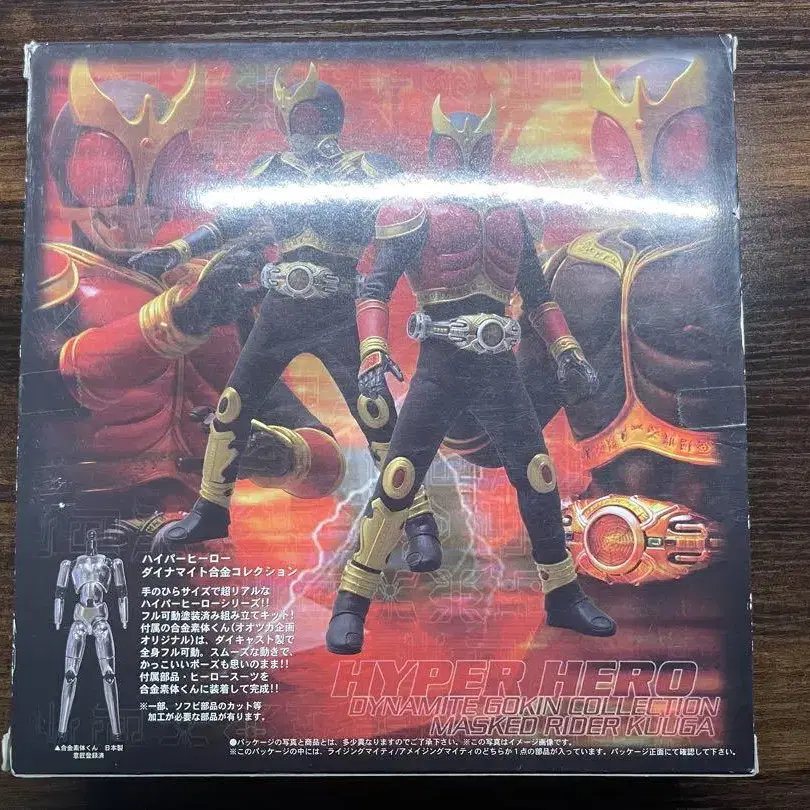 ハイパーヒーロー
ダイナマイト合金コレクション
手のひらサイズで超リアルな
ハイパーヒーローシリーズ!!
フル可動塗装済み組み立てキット!
付属の合金素体くん(オオツカ企画
オリジナル)は、ダイキャスト製で
全身フル可動。スムーズな動きで、
かっこいいポーズも思いのまま!!
付属部品・ヒーロースーツを
合金素体くんに装着して完成!!
※一部、ソフビ部品のカット等
加工が必要な部品が有ります。
▲合金素体くん 日本製
意匠登録済
HYPER HERO
DYNAMITE GOKIN COLLECTION
MASKED RIDER KUUGA
●パッケージの写真と商品とは、多少異なりますのでご了承下さい。※この写真はイメージ画像です。
※このパッケージの中には、ライジングマイティ/アメイジングマイティのどちらか1点の部品が入っています。パッケージ正面にて確認して下さい。